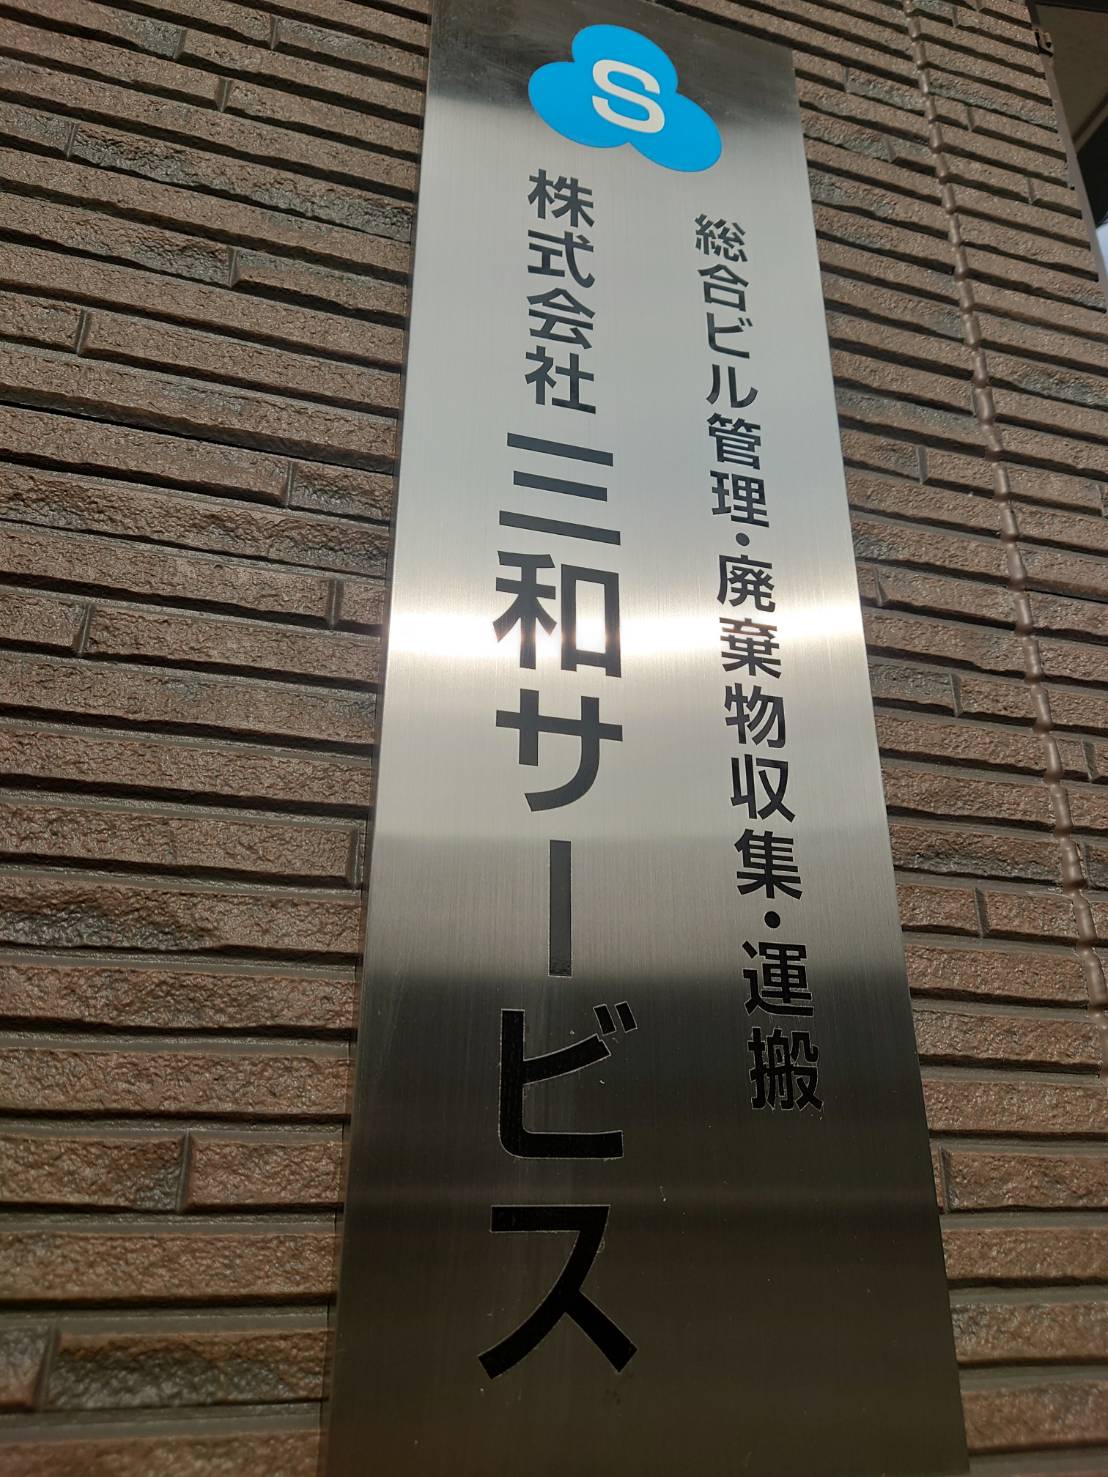 S
総合ビル管理・廃棄物収集・運搬
株式会社三和サービス